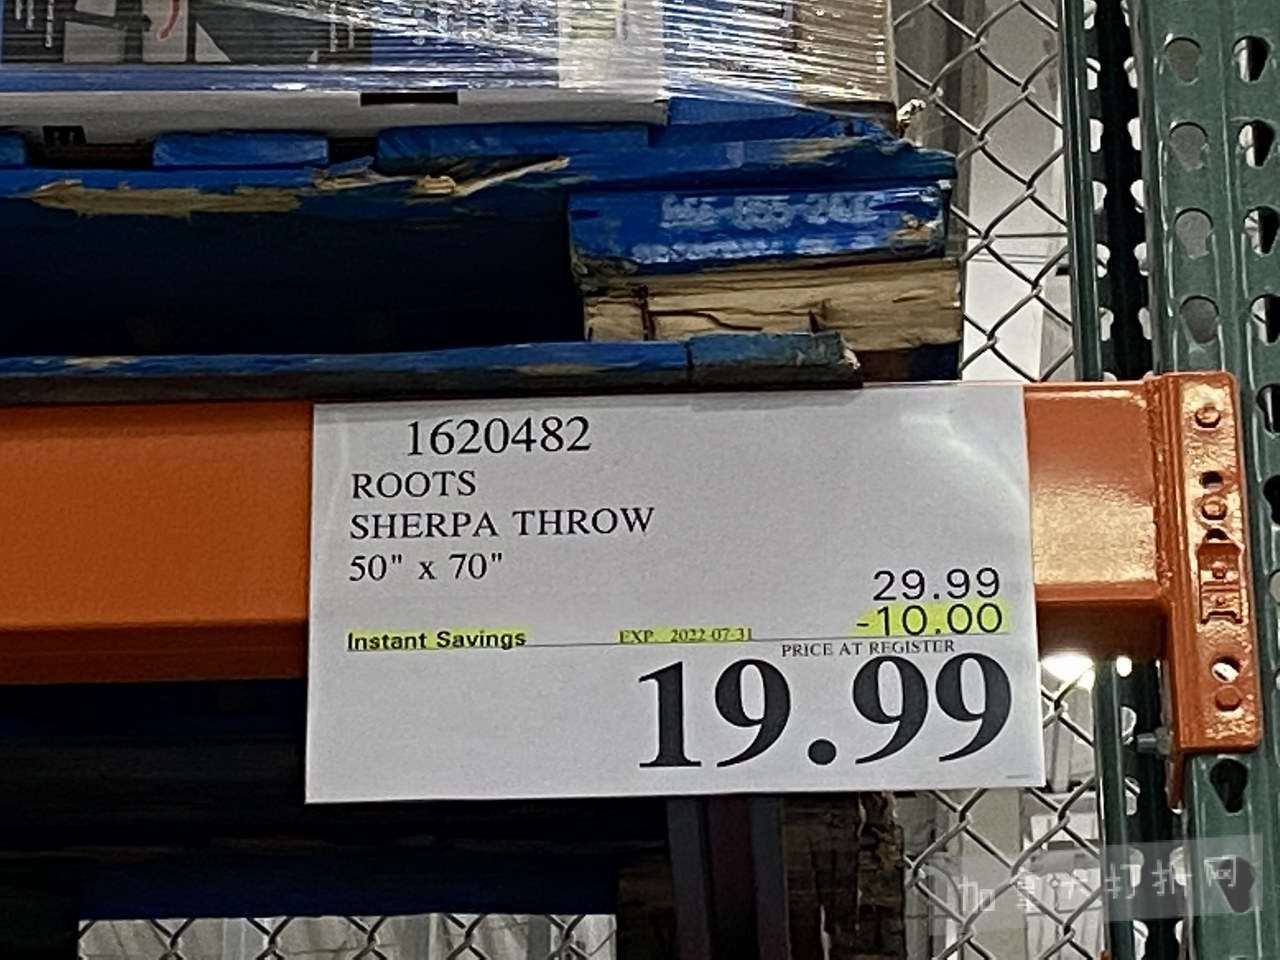 1620482
ROOTS
SHERPA THROW
50" x 70"
29.99
-10.00
Instant Savings EXP. 2022-07-31
PRICE AT REGISTER
19.99
加拿大打折网